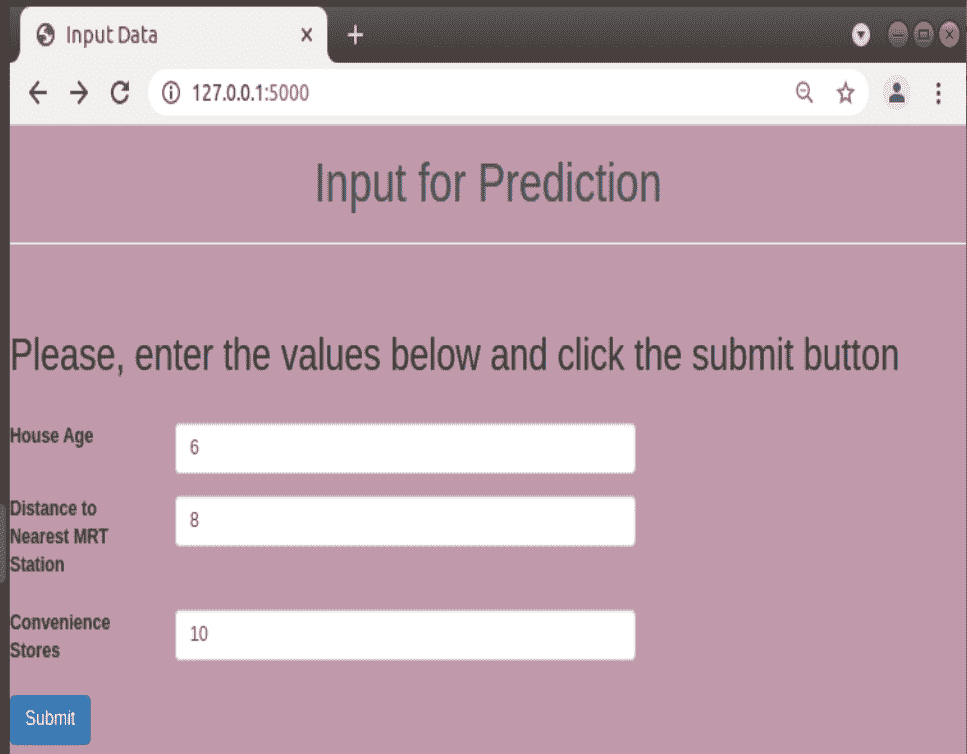 Input Data
127.0.0.1:5000
Input for Prediction
Please, enter the values below and click the submit button
House Age
6
Distance to
Nearest MRT
Station
8
Convenience
Stores
10
Submit